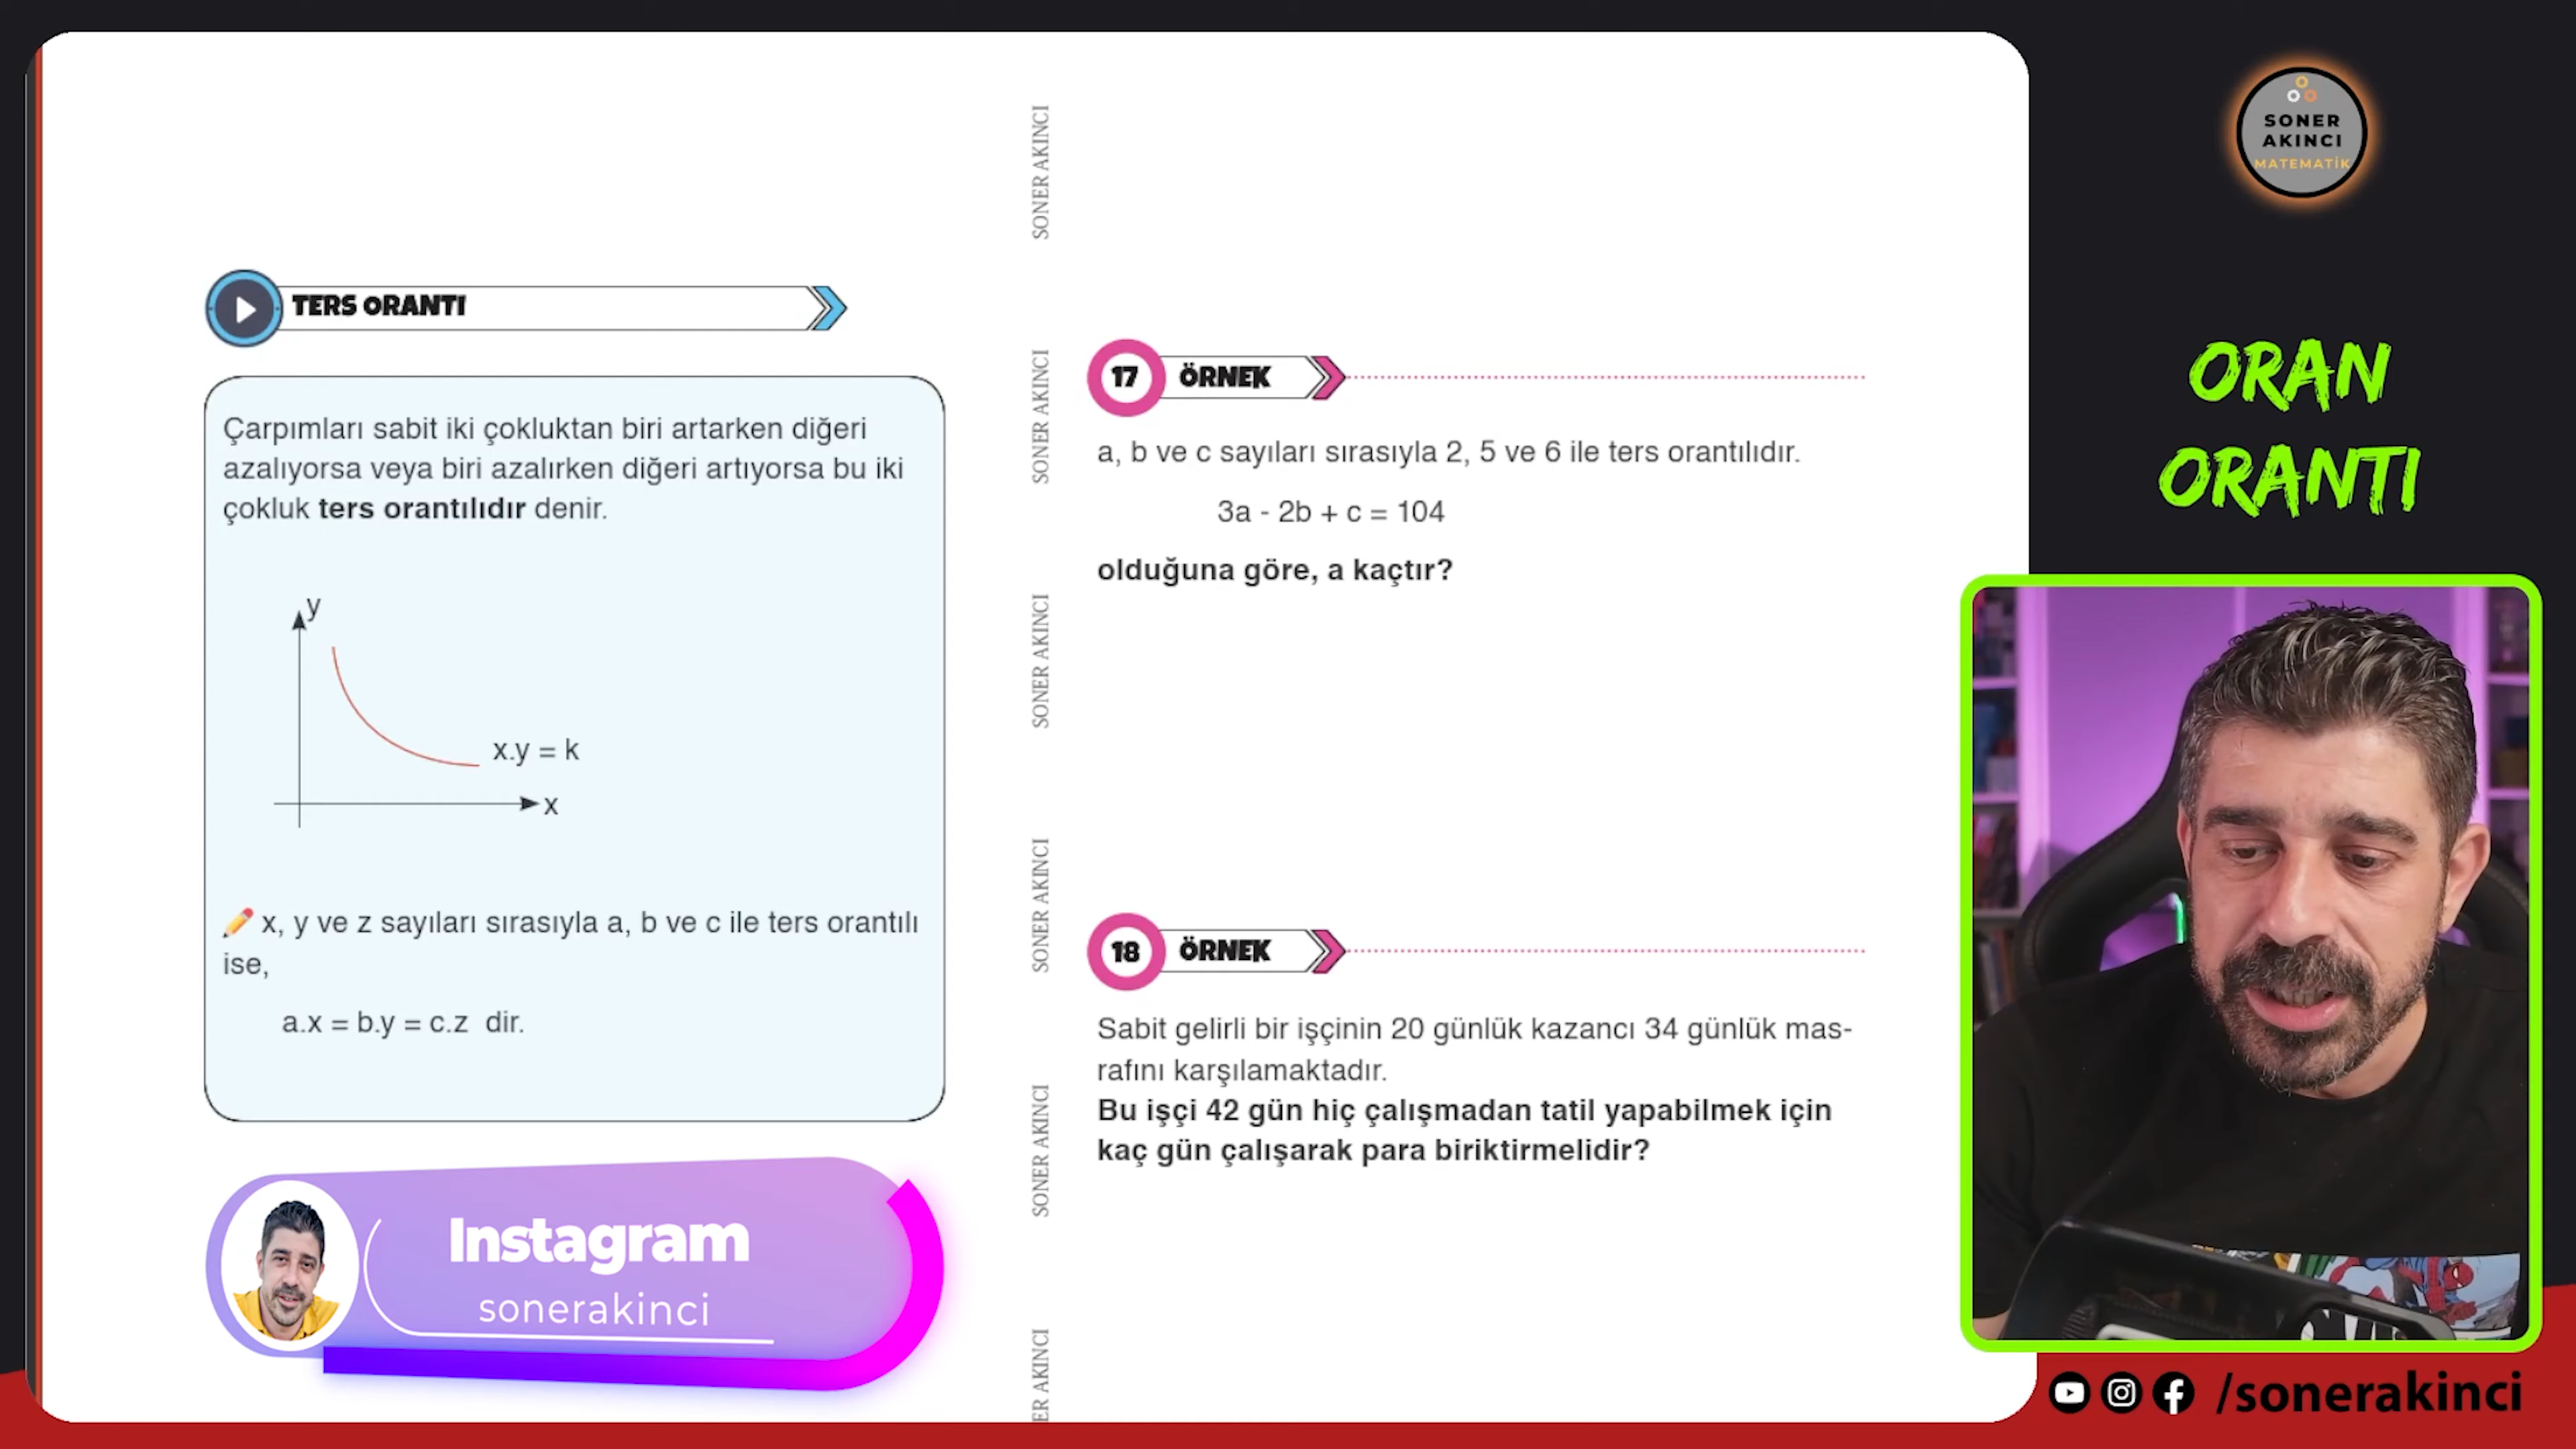 TERS ORANTI
Çarpımları sabit iki çokluktan biri artarken diğeri
azalıyorsa veya biri azalırken diğeri artıyorsa bu iki
çokluk ters orantılıdır denir.
y
x.y = k
x
x, y ve z sayıları sırasıyla a, b ve c ile ters orantılı
ise,
a.x = b.y = c.z dir.
Instagram
sonerakinci
SONER AKINCI
SONER AKINCI
SONER AKINCI
SONER AKINCI
SONER AKINCI
ER AKINCI
17 ÖRNEK
a, b ve c sayıları sırasıyla 2, 5 ve 6 ile ters orantılıdır.
3a - 2b + c = 104
olduğuna göre, a kaçtır?
18 ÖRNEK
Sabit gelirli bir işçinin 20 günlük kazancı 34 günlük mas-
rafını karşılamaktadır.
Bu işçi 42 gün hiç çalışmadan tatil yapabilmek için
kaç gün çalışarak para biriktirmelidir?
SONER
AKINCI
MATEMATİK
ORAN
ORANTI
/sonerakinci